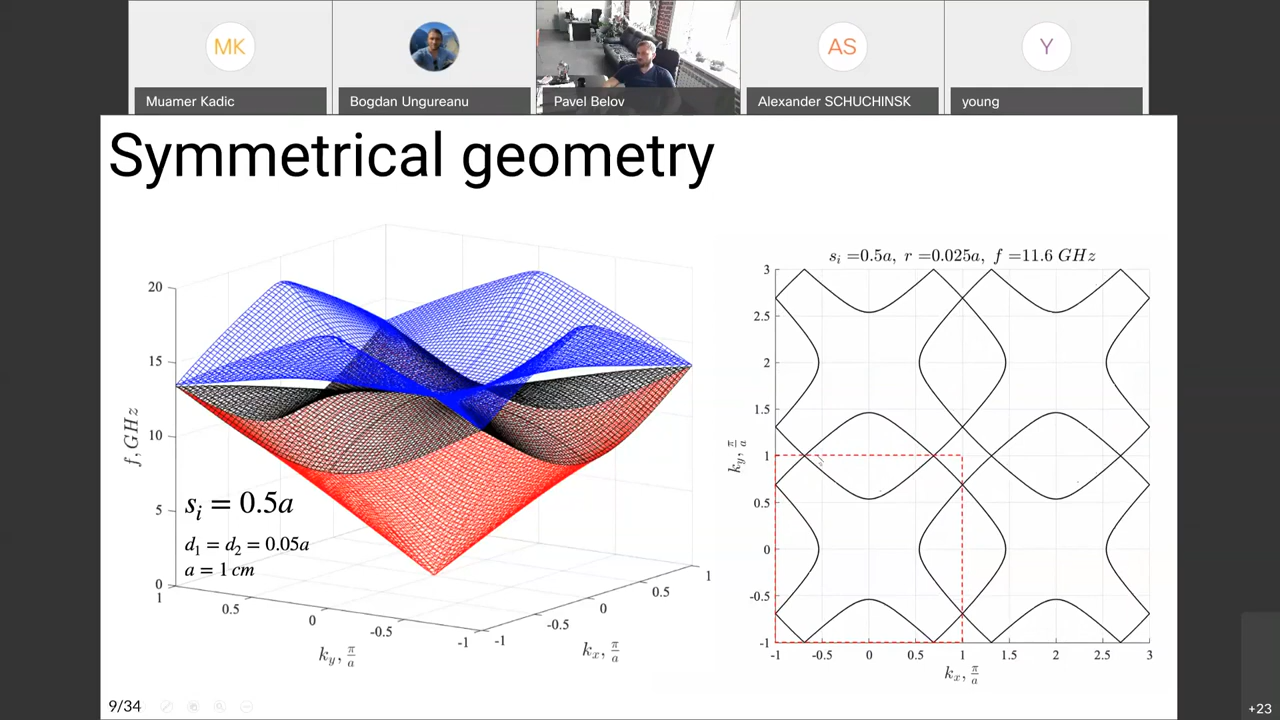 MK
AS
Y
Muamer Kadic
Bogdan Ungureanu
Pavel Belov
Alexander SCHUCHINSK
young
Symmetrical geometry
20
15
10
5
0
f, GHz
s_i = 0.5a
d_1 = d_2 = 0.05a
a = 1 cm
1
0.5
0
-0.5
-1
k_y, π/a
-1
-0.5
0
0.5
1
k_x, π/a
s_i =0.5a, r =0.025a, f =11.6 GHz
3
2.5
2
1.5
1
0.5
0
-0.5
-1
k_y, π/a
-1 -0.5 0 0.5 1 1.5 2 2.5 3
k_x, π/a
9/34
+23